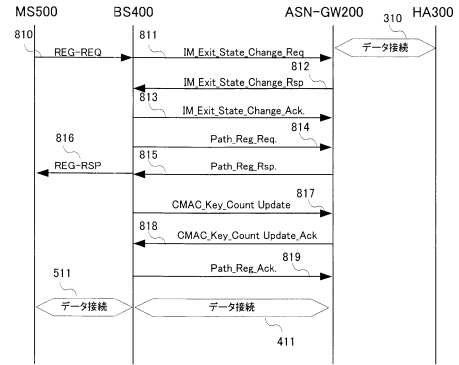 MS500 BS400 ASN-GW200 HA300
810 811 310
REG-REQ IM_Exit_State_Change_Req データ接続
IM_Exit_State_Change_Rsp 812
813 IM_Exit_State_Change_Ack.
816 Path_Reg_Req. 814
REG-RSP 815 Path_Reg_Rsp.
CMAC_Key_Count Update 817
818 CMAC_Key_Count Update_Ack
Path_Reg_Ack. 819
511
データ接続 データ接続
411